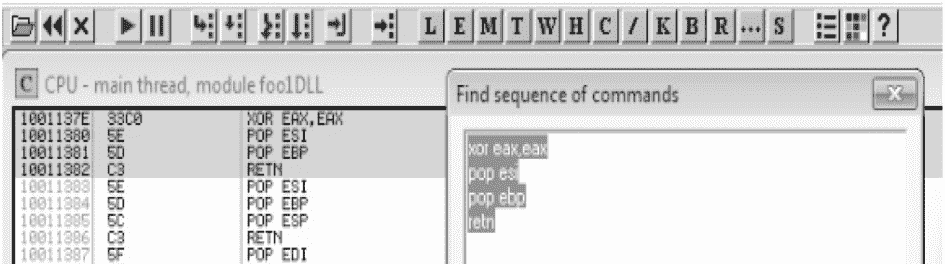 L E M T W H C / K B R ... S ?
C CPU - main thread, module foo1DLL
Find sequence of commands
1001137E 33C0 XOR EAX,EAX
10011380 5E POP ESI
10011381 5D POP EBP
10011382 C3 RETN
10011383 5E POP ESI
10011384 5D POP EBP
10011385 5C POP ESP
10011386 C3 RETN
10011387 5F POP EDI
xor eax,eax
pop esi
pop ebp
retn